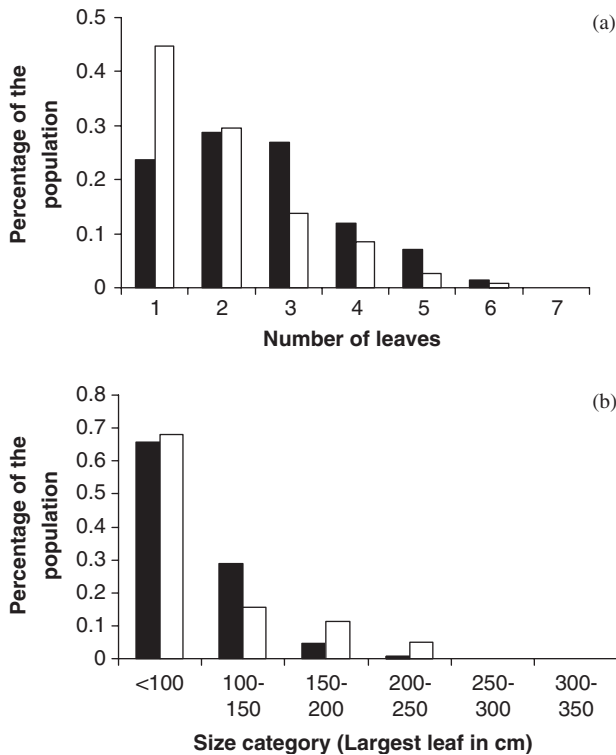 (a)
Percentage of the
population
0.5
0.4
0.3
0.2
0.1
0
1 2 3 4 5 6 7
Number of leaves
(b)
Percentage of the
population
0.8
0.7
0.6
0.5
0.4
0.3
0.2
0.1
0
<100 100- 150- 200- 250- 300-
150 200 250 300 350
Size category (Largest leaf in cm)